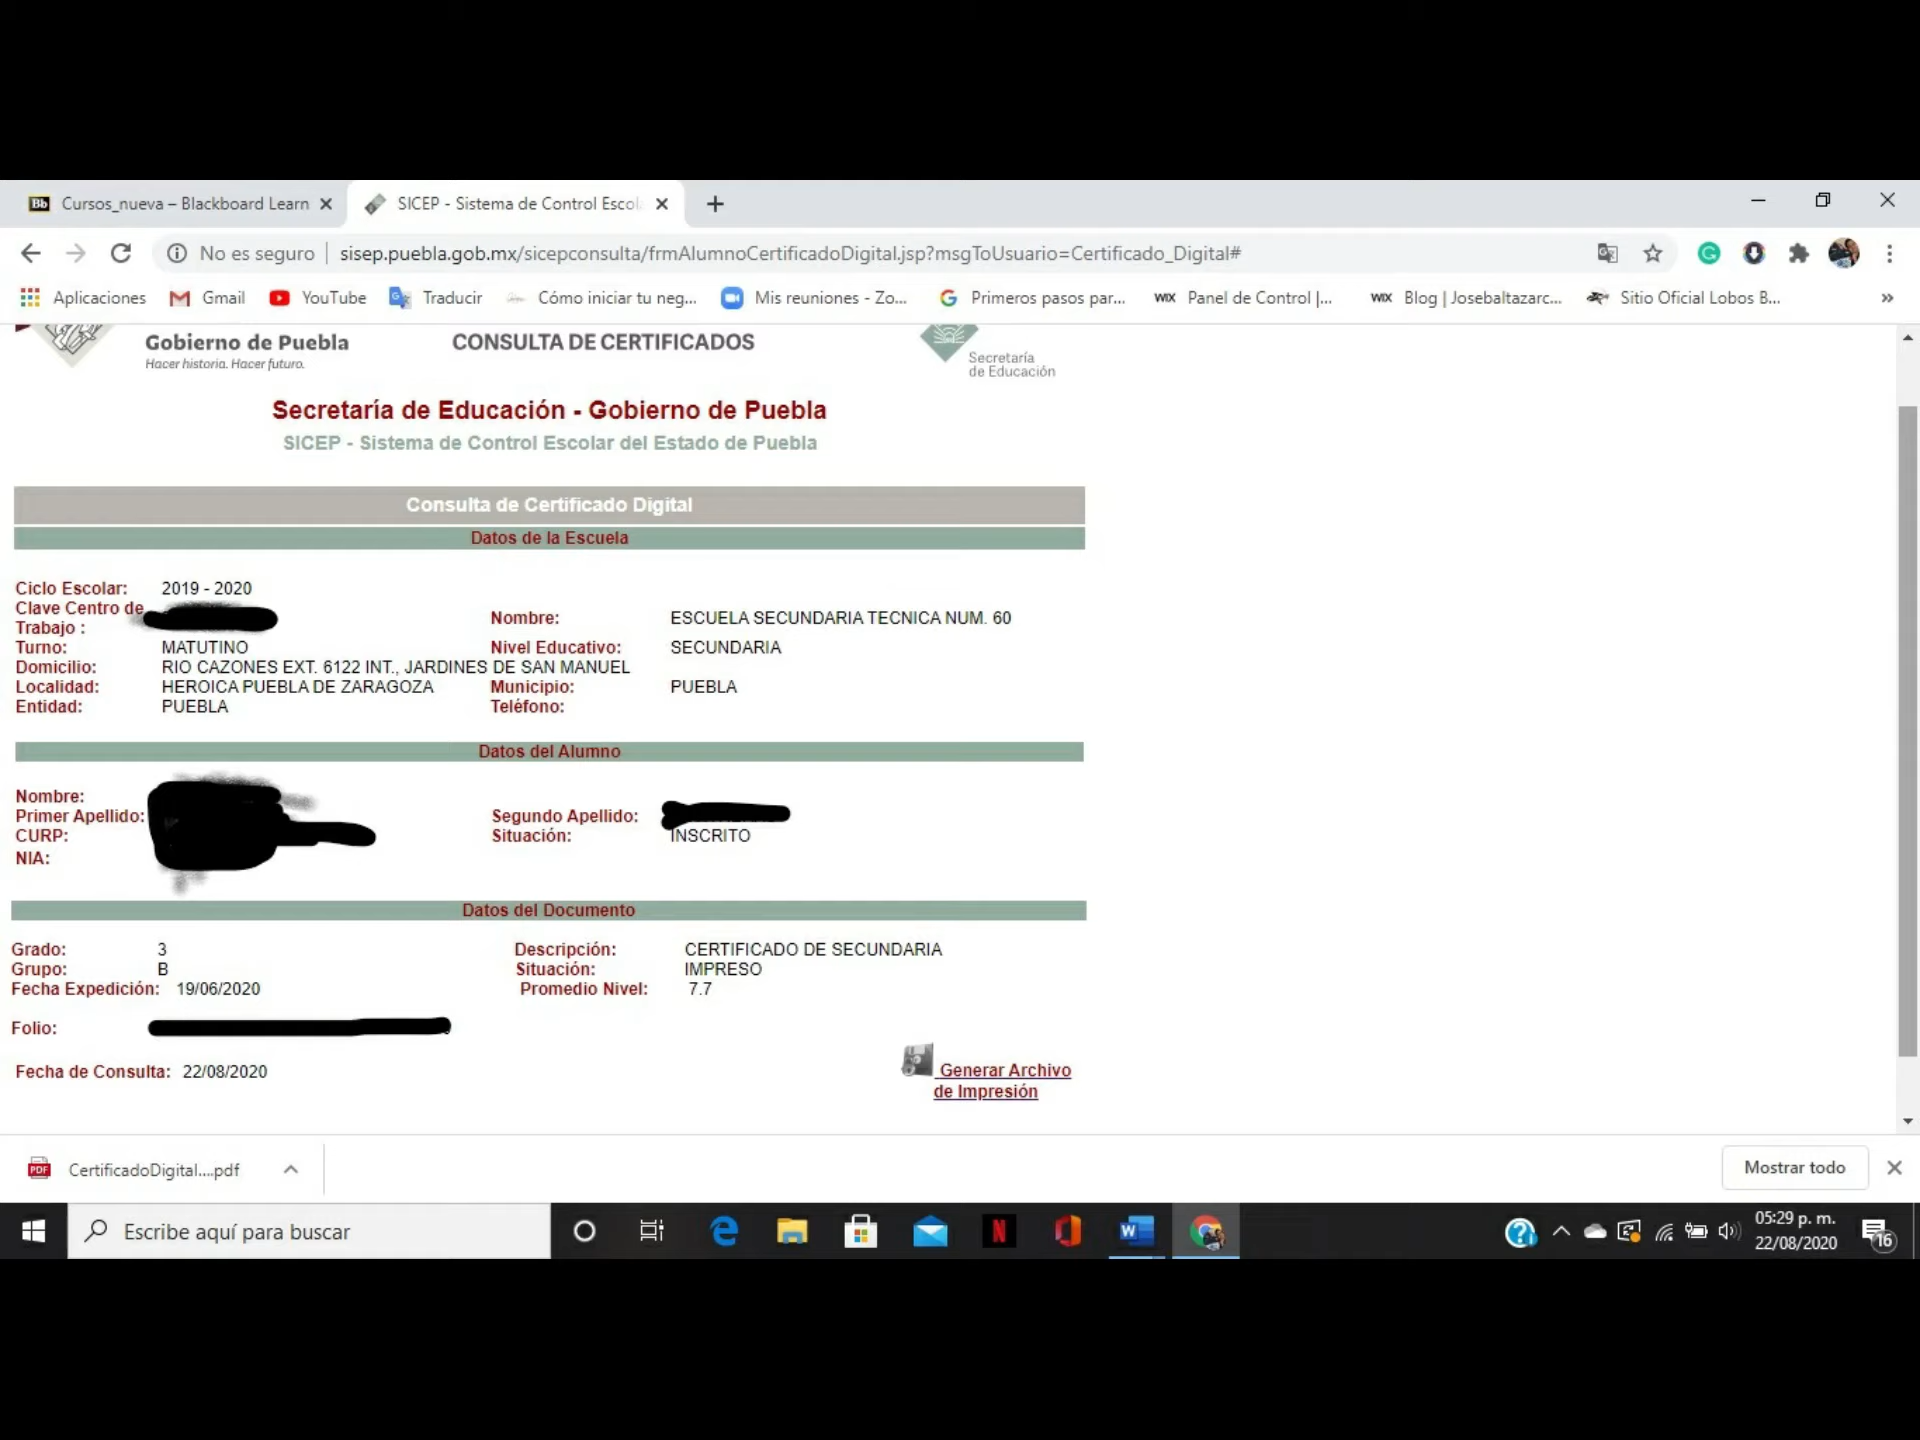 Cursos_nueva – Blackboard Learn
SICEP - Sistema de Control Escol
No es seguro
sisep.puebla.gob.mx/sicepconsulta/frmAlumnoCertificadoDigital.jsp?msgToUsuario=Certificado_Digital#
Aplicaciones
Gmail
YouTube
Traducir
Cómo iniciar tu neg...
Mis reuniones - Zo...
Primeros pasos par...
WIX Panel de Control |...
WIX Blog | Josebaltazarc...
Sitio Oficial Lobos B...
»
Gobierno de Puebla
Hacer historia. Hacer futuro.
CONSULTA DE CERTIFICADOS
Secretaría
de Educación
Secretaría de Educación - Gobierno de Puebla
SICEP - Sistema de Control Escolar del Estado de Puebla
Consulta de Certificado Digital
Datos de la Escuela
Ciclo Escolar: 2019 - 2020
Clave Centro de
Trabajo :
Nombre: ESCUELA SECUNDARIA TECNICA NUM. 60
Turno: MATUTINO Nivel Educativo: SECUNDARIA
Domicilio: RIO CAZONES EXT. 6122 INT., JARDINES DE SAN MANUEL
Localidad: HEROICA PUEBLA DE ZARAGOZA Municipio: PUEBLA
Entidad: PUEBLA Teléfono:
Datos del Alumno
Nombre:
Primer Apellido: Segundo Apellido:
CURP: Situación: INSCRITO
NIA:
Datos del Documento
Grado: 3 Descripción: CERTIFICADO DE SECUNDARIA
Grupo: B Situación: IMPRESO
Fecha Expedición: 19/06/2020 Promedio Nivel: 7.7
Folio:
Fecha de Consulta: 22/08/2020
Generar Archivo
de Impresión
PDF CertificadoDigital....pdf
Mostrar todo
Escribe aquí para buscar
05:29 p. m.
22/08/2020
16